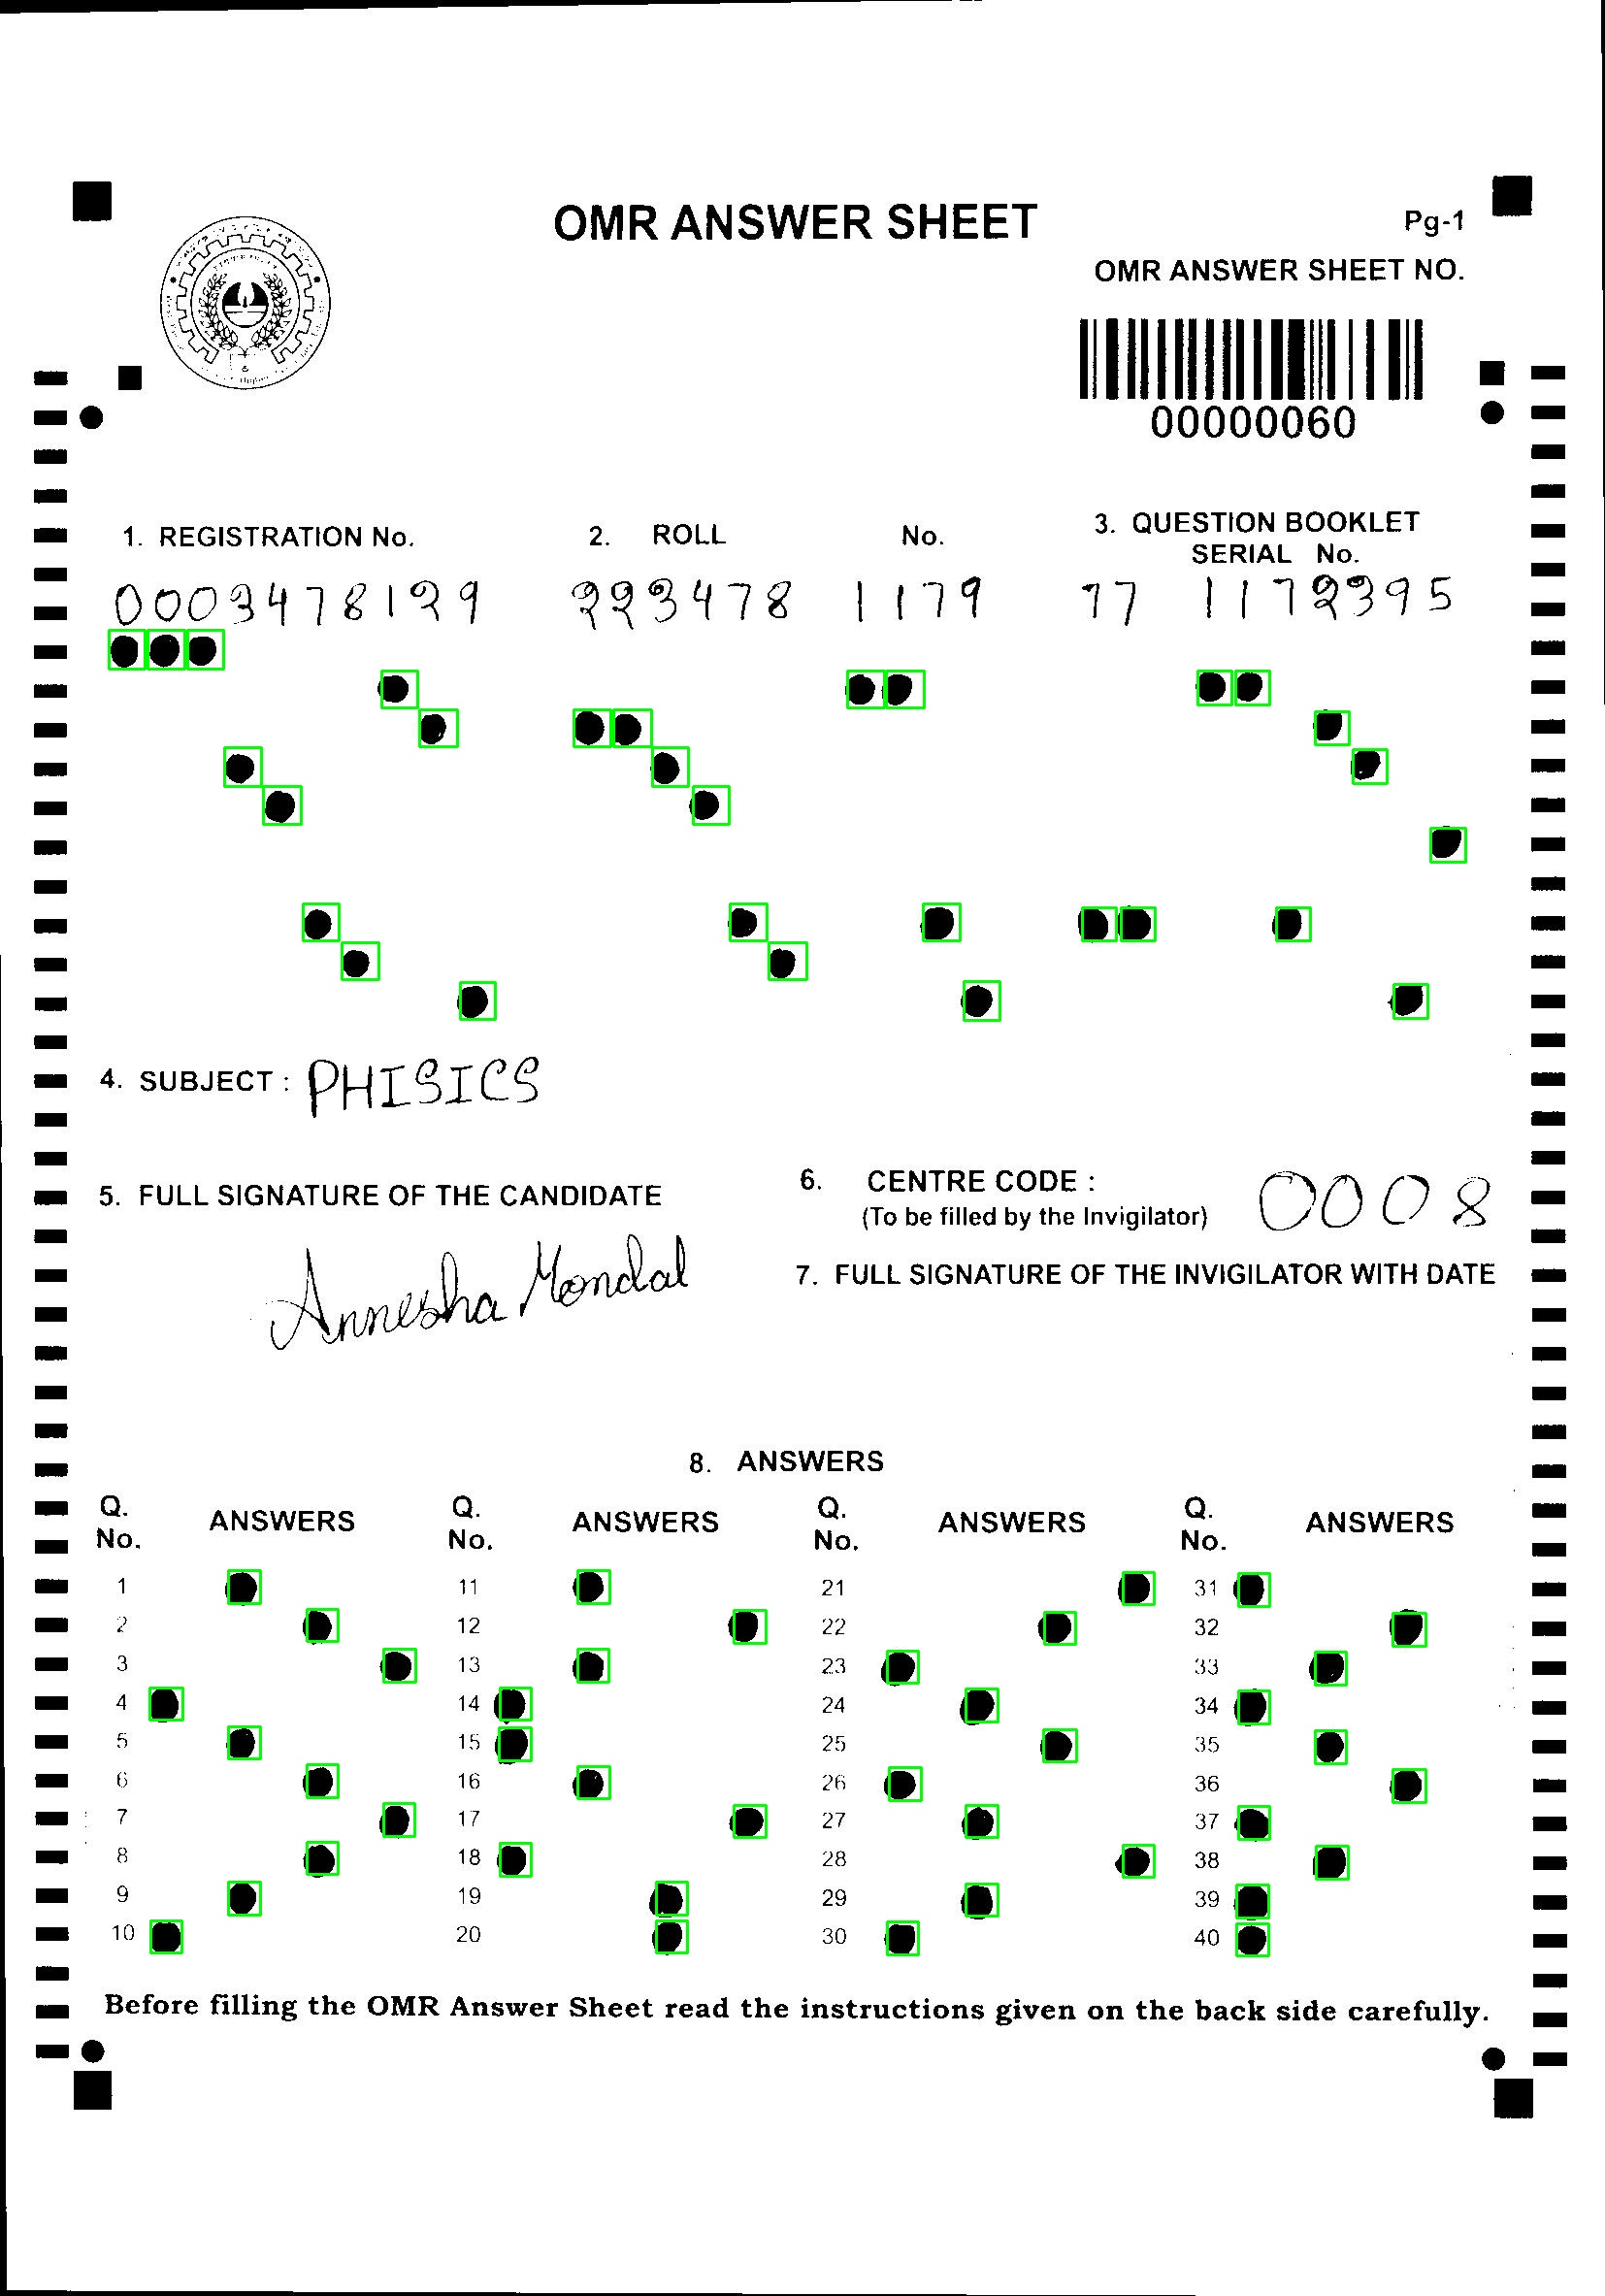 OMR ANSWER SHEET
Pg-1
OMR ANSWER SHEET NO.
00000060
1. REGISTRATION No.
2. ROLL No.
3. QUESTION BOOKLET
SERIAL No.
0003478129
223478 1179
77 1172395
4. SUBJECT : PHISICS
5. FULL SIGNATURE OF THE CANDIDATE
Annesha Mondal
6. CENTRE CODE : 0008
(To be filled by the Invigilator)
7. FULL SIGNATURE OF THE INVIGILATOR WITH DATE
8. ANSWERS
Q. No. ANSWERS Q. No. ANSWERS Q. No. ANSWERS Q. No. ANSWERS
1 11 21 31
2 12 22 32
3 13 23 33
4 14 24 34
5 15 25 35
6 16 26 36
7 17 27 37
8 18 28 38
9 19 29 39
10 20 30 40
Before filling the OMR Answer Sheet read the instructions given on the back side carefully.